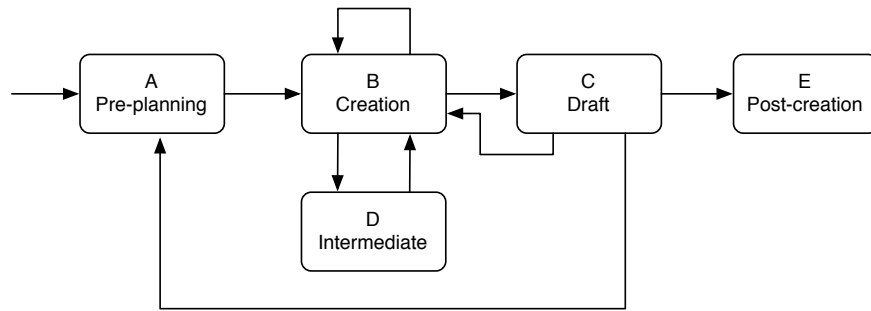 A
Pre-planning
B
Creation
C
Draft
E
Post-creation
D
Intermediate